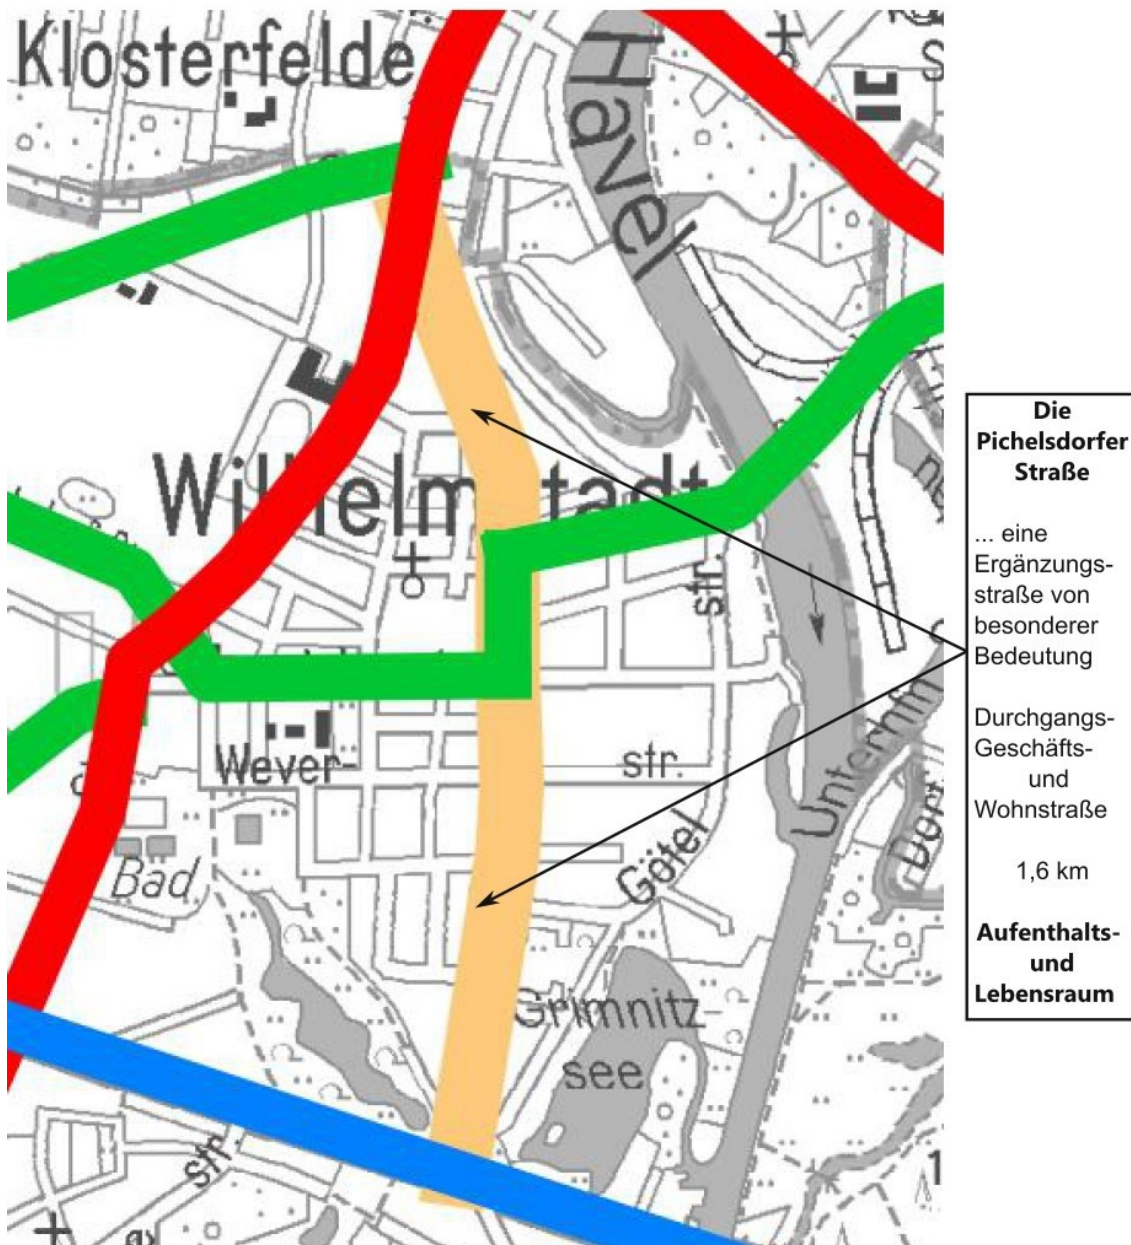 Klosterfelde
Havel
Wilhelmstadt
str.
Wever-
str.
Bad
Götel
Unterhm
Grimnitz-
see
str.
Die
Pichelsdorfer
Straße
... eine
Ergänzungs-
straße von
besonderer
Bedeutung
Durchgangs-
Geschäfts-
und
Wohnstraße
1,6 km
Aufenthalts-
und
Lebensraum